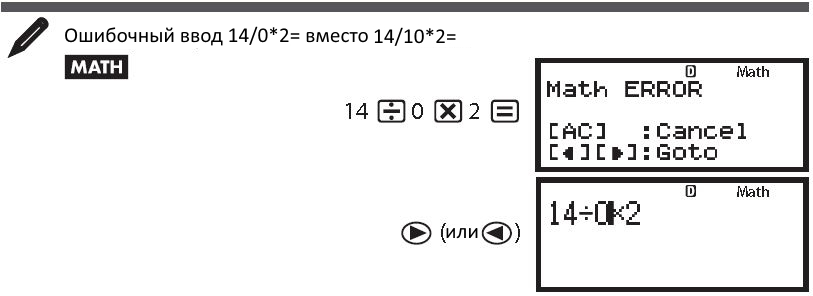 Ошибочный ввод 14/0*2= вместо 14/10*2=
MATH
14 ÷ 0 × 2 =
D Math
Math ERROR
[AC] :Cancel
[◀][▶]:Goto
▶ (или ◀)
D Math
14÷0×2